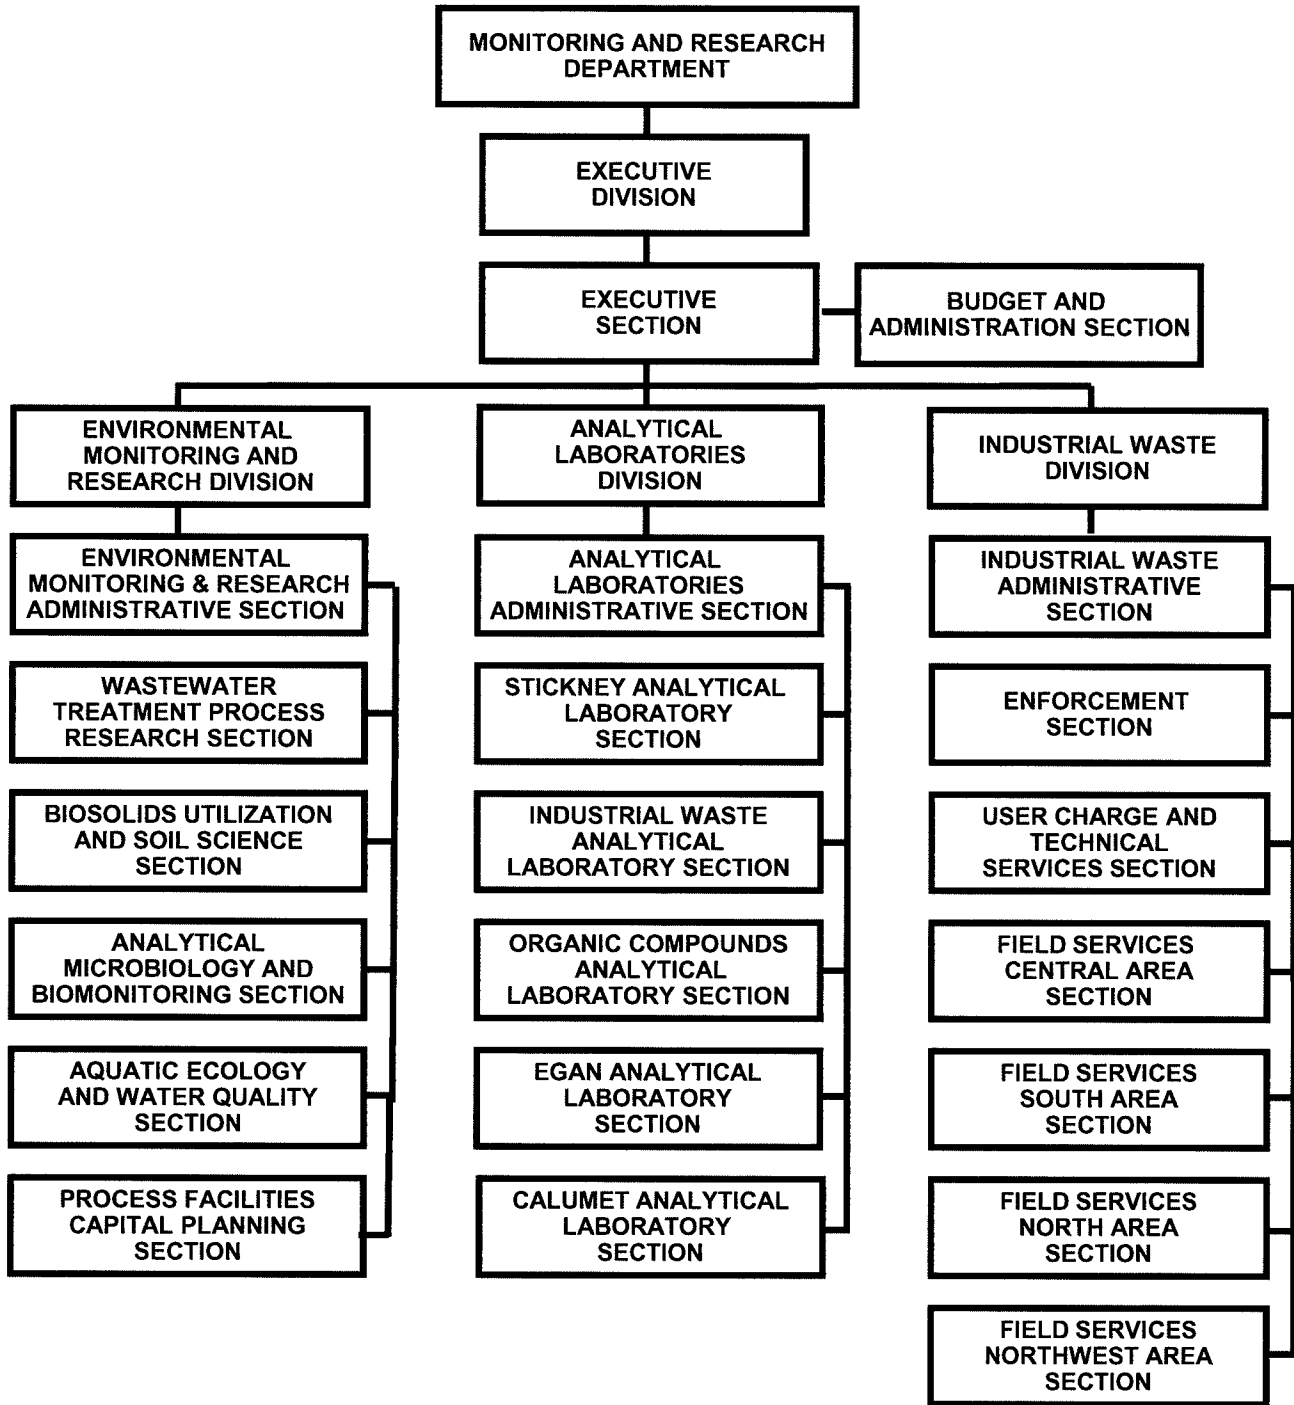 MONITORING AND RESEARCH
DEPARTMENT
EXECUTIVE
DIVISION
EXECUTIVE
SECTION
BUDGET AND
ADMINISTRATION SECTION
ENVIRONMENTAL
MONITORING AND
RESEARCH DIVISION
ENVIRONMENTAL
MONITORING & RESEARCH
ADMINISTRATIVE SECTION
WASTEWATER
TREATMENT PROCESS
RESEARCH SECTION
BIOSOLIDS UTILIZATION
AND SOIL SCIENCE
SECTION
ANALYTICAL
MICROBIOLOGY AND
BIOMONITORING SECTION
AQUATIC ECOLOGY
AND WATER QUALITY
SECTION
PROCESS FACILITIES
CAPITAL PLANNING
SECTION
ANALYTICAL
LABORATORIES
DIVISION
ANALYTICAL
LABORATORIES
ADMINISTRATIVE SECTION
STICKNEY ANALYTICAL
LABORATORY
SECTION
INDUSTRIAL WASTE
ANALYTICAL
LABORATORY SECTION
ORGANIC COMPOUNDS
ANALYTICAL
LABORATORY SECTION
EGAN ANALYTICAL
LABORATORY
SECTION
CALUMET ANALYTICAL
LABORATORY
SECTION
INDUSTRIAL WASTE
DIVISION
INDUSTRIAL WASTE
ADMINISTRATIVE
SECTION
ENFORCEMENT
SECTION
USER CHARGE AND
TECHNICAL
SERVICES SECTION
FIELD SERVICES
CENTRAL AREA
SECTION
FIELD SERVICES
SOUTH AREA
SECTION
FIELD SERVICES
NORTH AREA
SECTION
FIELD SERVICES
NORTHWEST AREA
SECTION